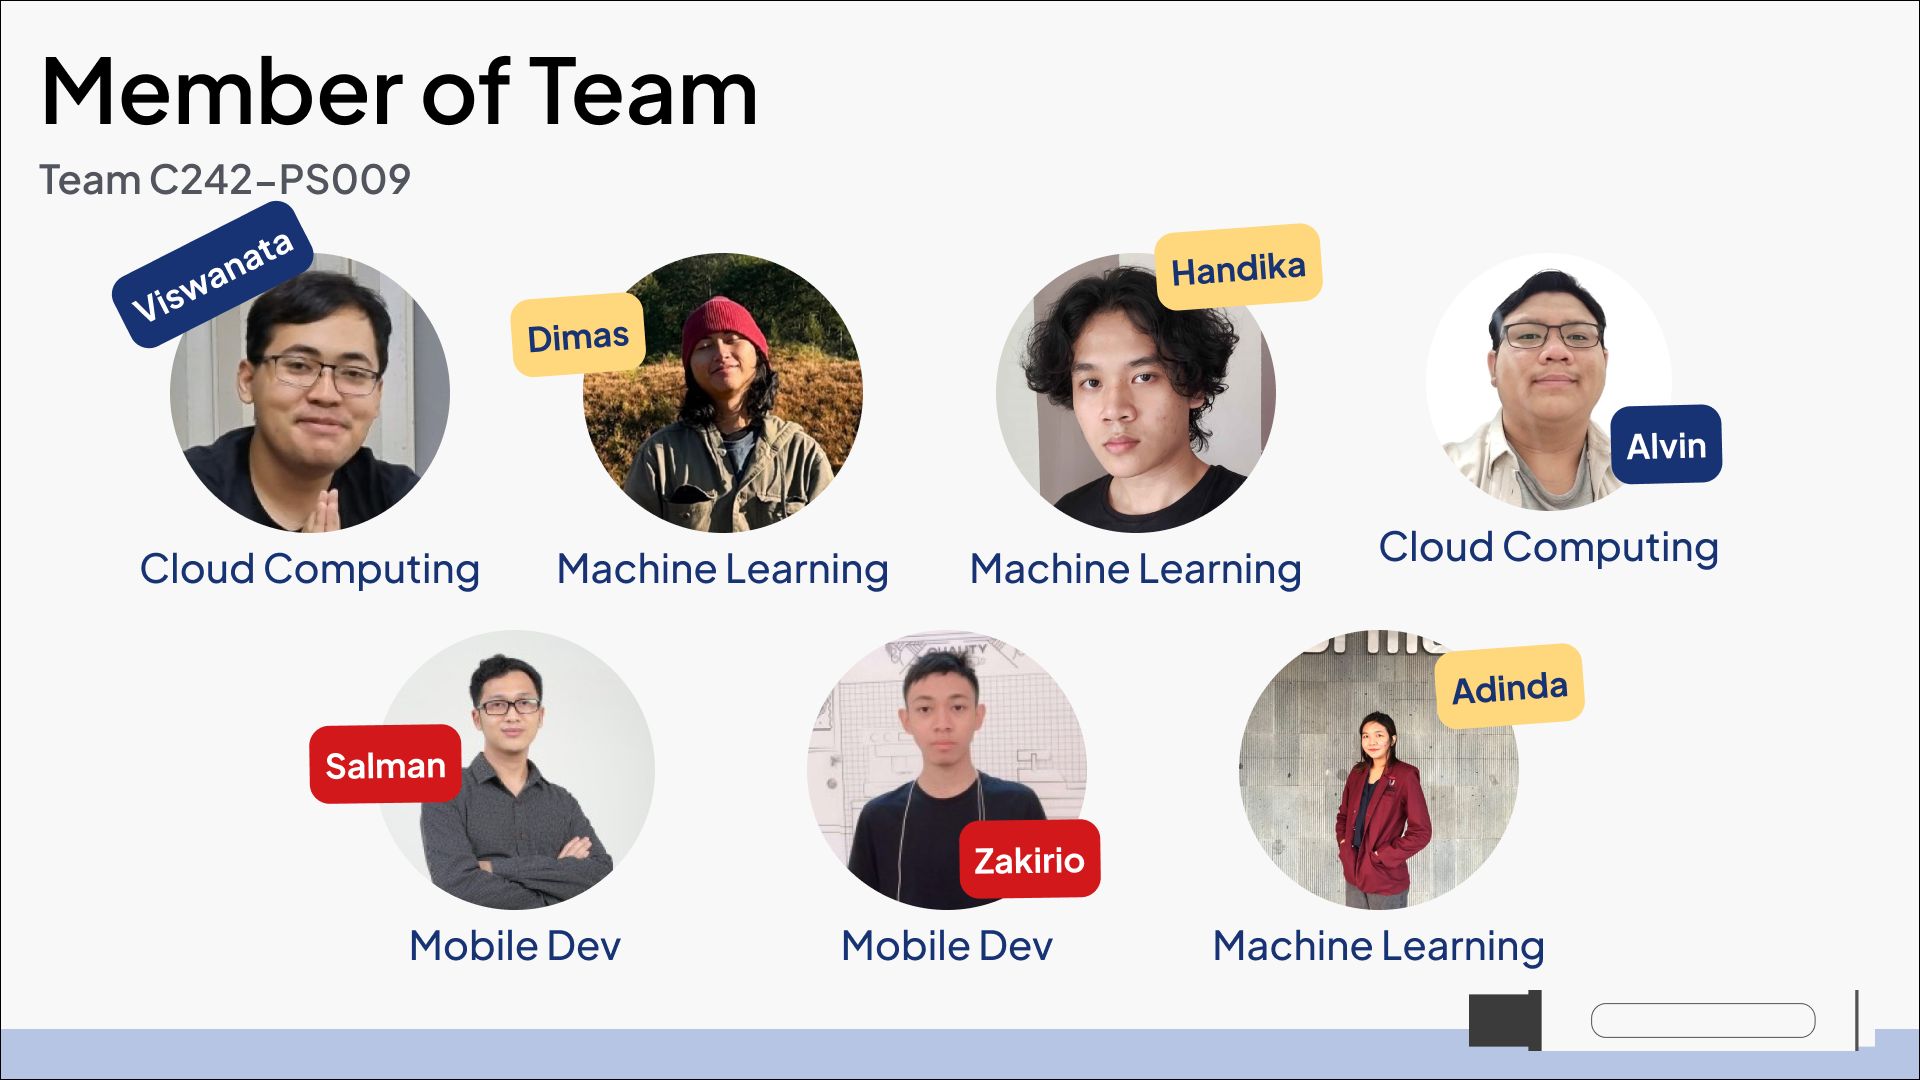 Member of Team
Team C242-PS009
Viswanata
Cloud Computing
Dimas
Machine Learning
Handika
Machine Learning
Alvin
Cloud Computing
Salman
Mobile Dev
QUALITY
Zakirio
Mobile Dev
Adinda
Machine Learning